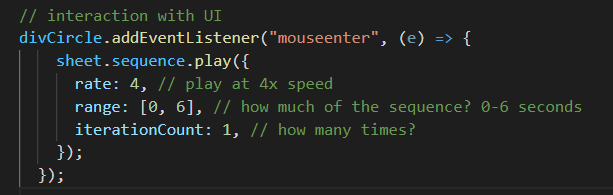 // interaction with UI
divCircle.addEventListener("mouseenter", (e) => {
sheet.sequence.play({
rate: 4, // play at 4x speed
range: [0, 6], // how much of the sequence? 0-6 seconds
iterationCount: 1, // how many times?
});
});